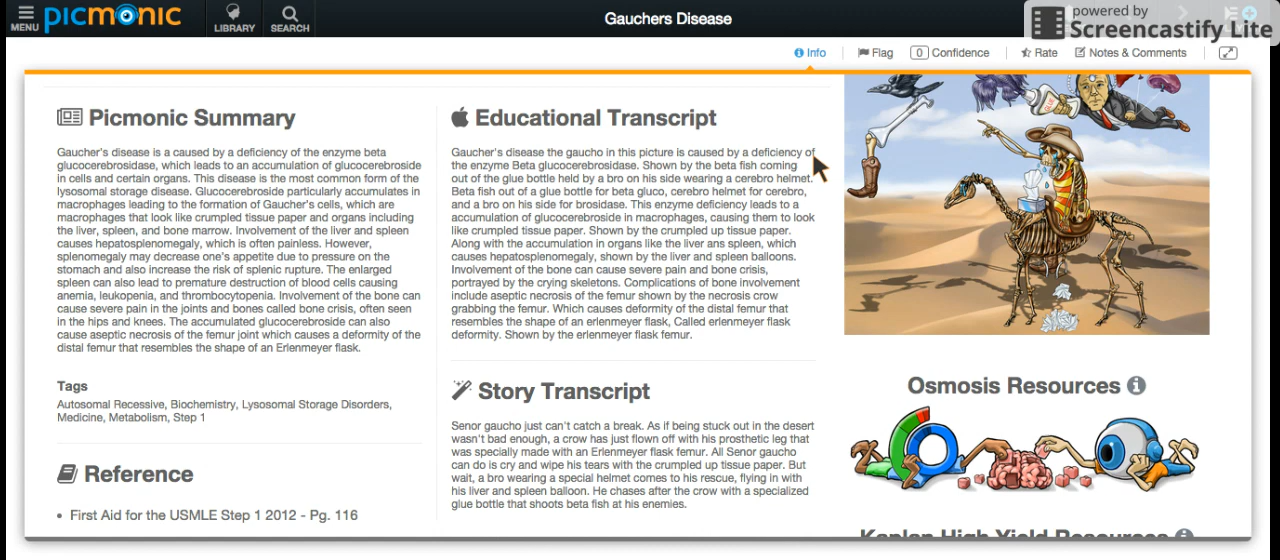 MENU
picmonic
LIBRARY
SEARCH
Gauchers Disease
powered by
Screencastify Lite
Info
Flag
0 Confidence
Rate
Notes & Comments
Picmonic Summary
Gaucher's disease is a caused by a deficiency of the enzyme beta
glucocerebrosidase, which leads to an accumulation of glucocerebroside
in cells and certain organs. This disease is the most common form of the
lysosomal storage disease. Glucocerebroside particularly accumulates in
macrophages leading to the formation of Gaucher's cells, which are
macrophages that look like crumpled tissue paper and organs including
the liver, spleen, and bone marrow. Involvement of the liver and spleen
causes hepatosplenomegaly, which is often painless. However,
splenomegaly may decrease one's appetite due to pressure on the
stomach and also increase the risk of splenic rupture. The enlarged
spleen can also lead to premature destruction of blood cells causing
anemia, leukopenia, and thrombocytopenia. Involvement of the bone can
cause severe pain in the joints and bones called bone crisis, often seen
in the hips and knees. The accumulated glucocerebroside can also
cause aseptic necrosis of the femur joint which causes a deformity of the
distal femur that resembles the shape of an Erlenmeyer flask.
Tags
Autosomal Recessive, Biochemistry, Lysosomal Storage Disorders,
Medicine, Metabolism, Step 1
Reference
First Aid for the USMLE Step 1 2012 - Pg. 116
Educational Transcript
Gaucher's disease the gaucho in this picture is caused by a deficiency of
the enzyme Beta glucocerebrosidase. Shown by the beta fish coming
out of the glue bottle held by a bro on his side wearing a cerebro helmet.
Beta fish out of a glue bottle for beta gluco, cerebro helmet for cerebro,
and a bro on his side for brosidase. This enzyme deficiency leads to a
accumulation of glucocerebroside in macrophages, causing them to look
like crumpled tissue paper. Shown by the crumpled up tissue paper.
Along with the accumulation in organs like the liver ans spleen, which
causes hepatosplenomegaly, shown by the liver and spleen balloons.
Involvement of the bone can cause severe pain and bone crisis,
portrayed by the crying skeletons. Complications of bone involvement
include aseptic necrosis of the femur shown by the necrosis crow
grabbing the femur. Which causes deformity of the distal femur that
resembles the shape of an erlenmeyer flask, Called erlenmeyer flask
deformity. Shown by the erlenmeyer flask femur.
Story Transcript
Senor gaucho just can't catch a break. As if being stuck out in the desert
wasn't bad enough, a crow has just flown off with his prosthetic leg that
was specially made with an Erlenmeyer flask femur. All Senor gaucho
can do is cry and wipe his tears with the crumpled up tissue paper. But
wait, a bro wearing a special helmet comes to his rescue, flying in with
his liver and spleen balloon. He chases after the crow with a specialized
glue bottle that shoots beta fish at his enemies.
Osmosis Resources
Kaplan High Yield Resources